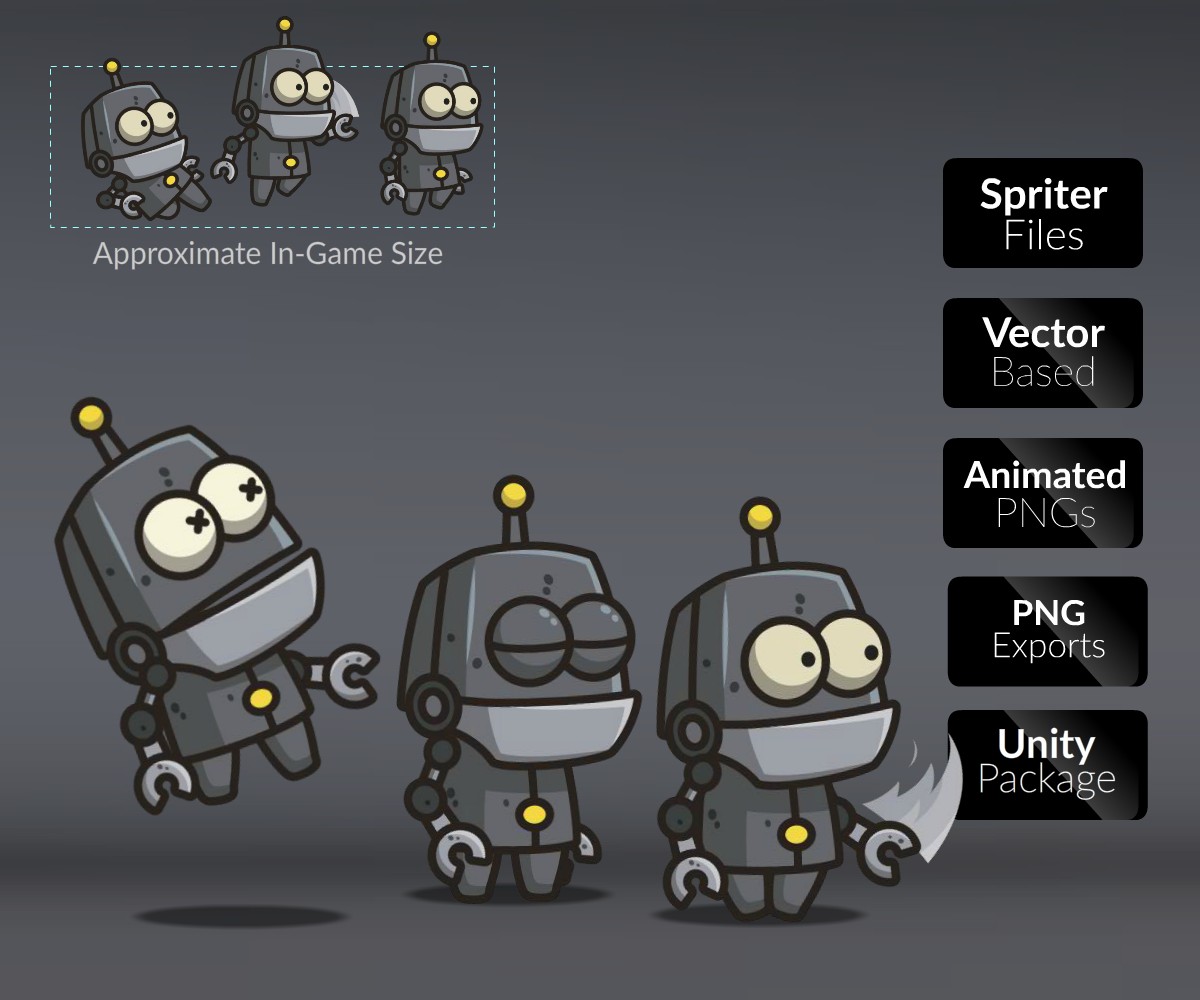 Approximate In-Game Size
Spriter
Files
Vector
Based
Animated
PNGs
PNG
Exports
Unity
Package